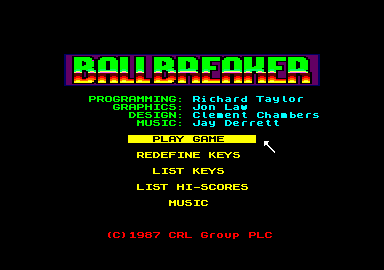 BALLBREAKER
PROGRAMMING: Richard Taylor
GRAPHICS: Jon Law
DESIGN: Clement Chambers
MUSIC: Jay Derrett
PLAY GAME
REDEFINE KEYS
LIST KEYS
LIST HI-SCORES
MUSIC
(C)1987 CRL Group PLC